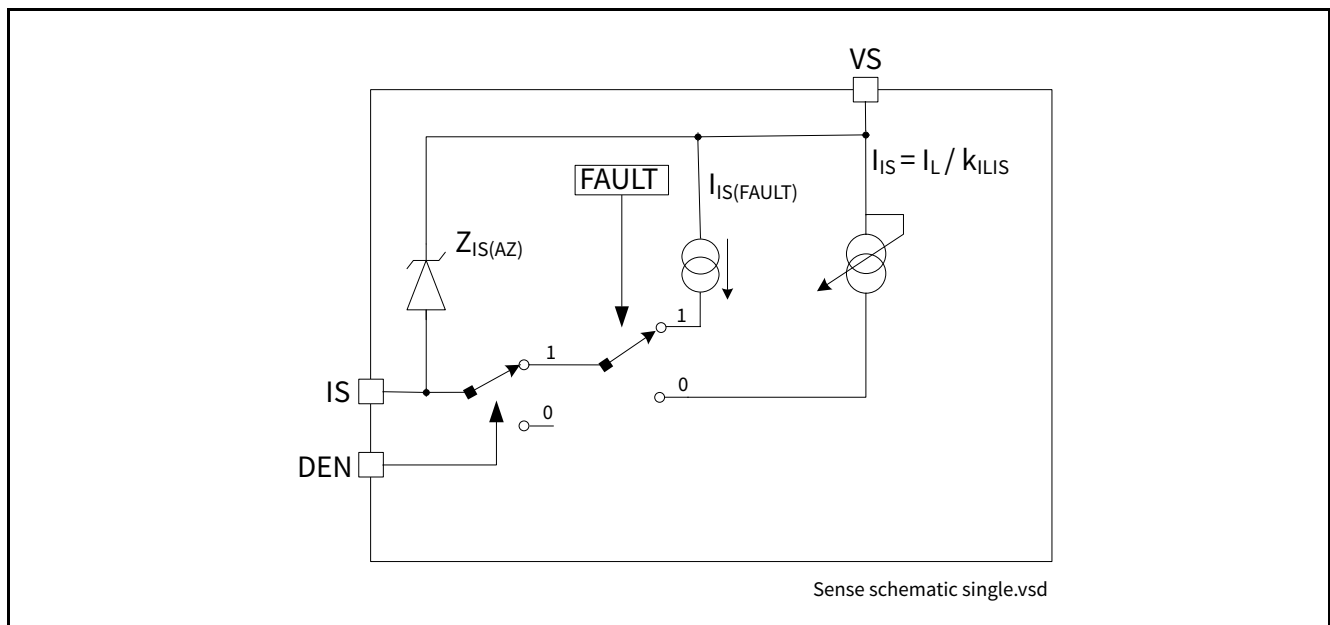 VS
I_IS = I_L / k_ILIS
FAULT
I_IS(FAULT)
Z_IS(AZ)
1
1
IS
0
0
DEN
Sense schematic single.vsd